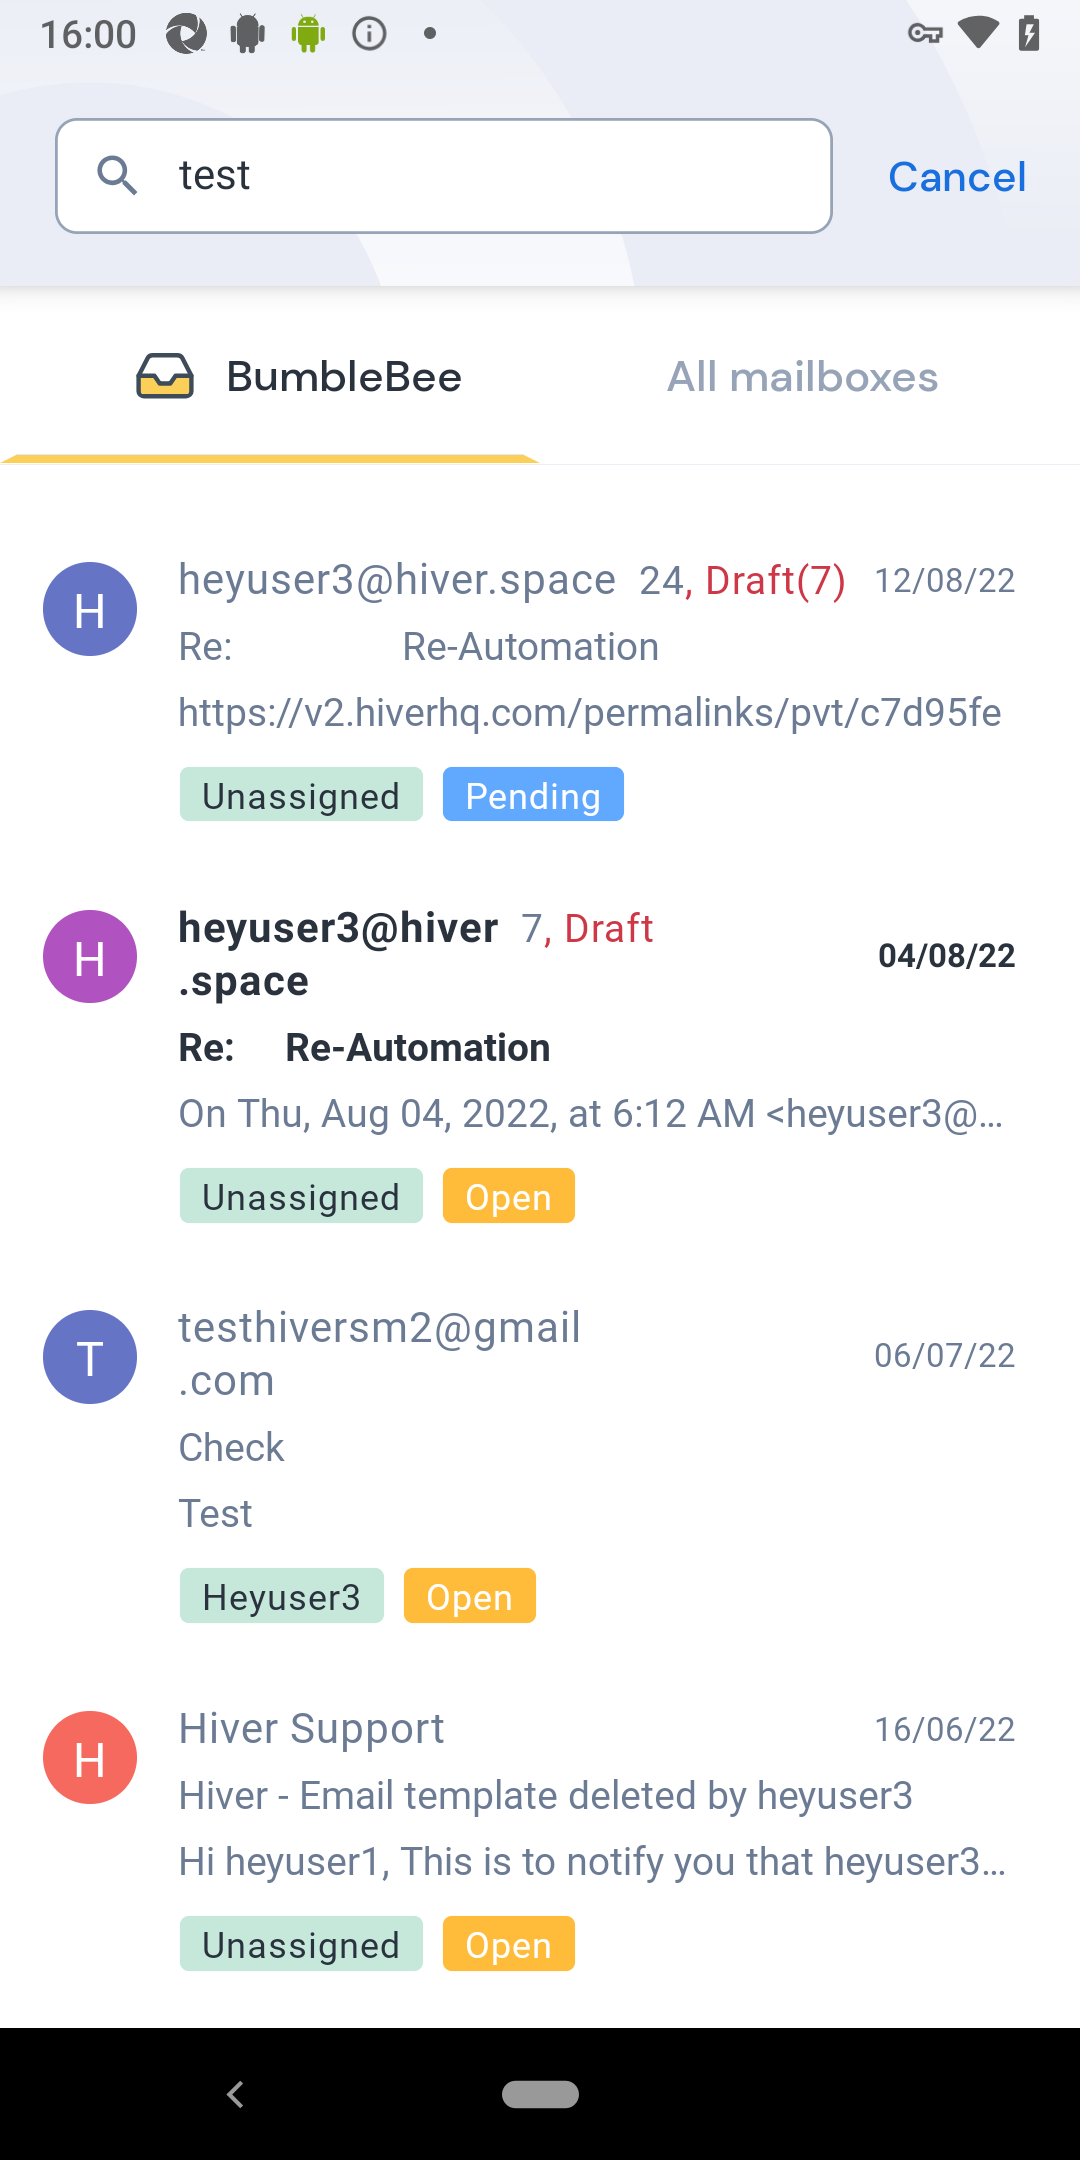 16:00
test
Cancel
BumbleBee
All mailboxes
H
heyuser3@hiver.space 24, Draft(7) 12/08/22
Re: Re-Automation
https://v2.hiverhq.com/permalinks/pvt/c7d95fe
Unassigned Pending
H
heyuser3@hiver 7, Draft
.space
04/08/22
Re: Re-Automation
On Thu, Aug 04, 2022, at 6:12 AM <heyuser3@...
Unassigned Open
T
testhiversm2@gmail
.com
06/07/22
Check
Test
Heyuser3 Open
H
Hiver Support 16/06/22
Hiver - Email template deleted by heyuser3
Hi heyuser1, This is to notify you that heyuser3...
Unassigned Open